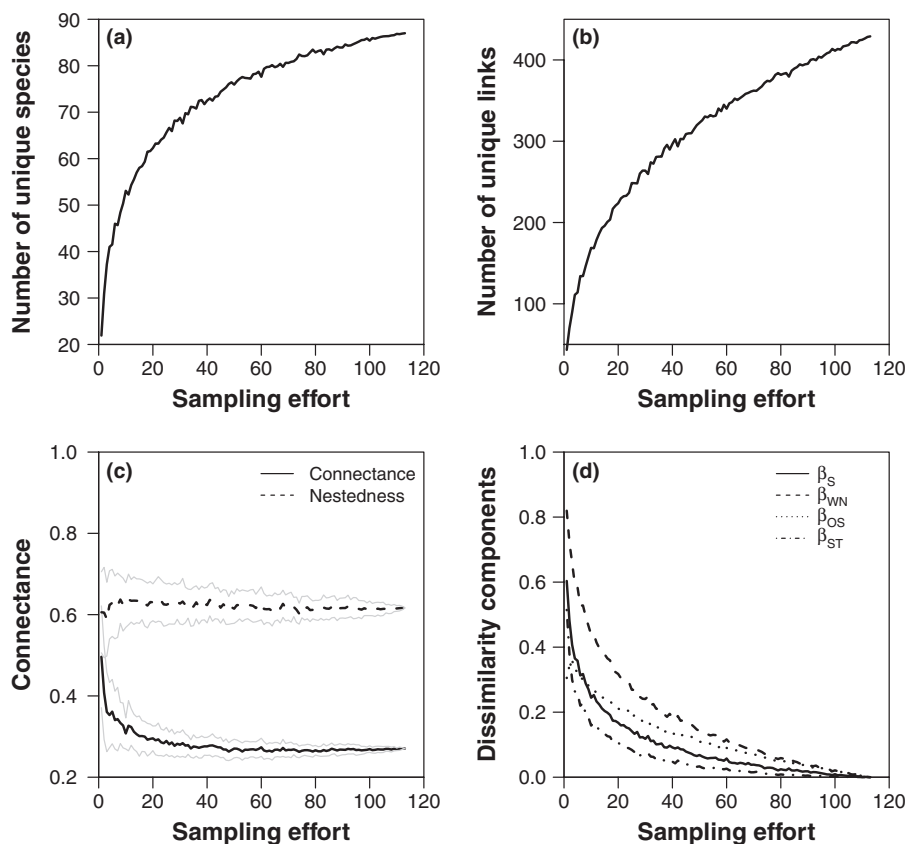 (a)
Number of unique species
90
80
70
60
50
40
30
20
0 20 40 60 80 100 120
Sampling effort
(b)
Number of unique links
400
300
200
100
0 20 40 60 80 100 120
Sampling effort
(c)
Connectance
Nestedness
Connectance
1.0
0.8
0.6
0.4
0.2
0 20 40 60 80 100 120
Sampling effort
(d)
βS
βWN
βOS
βST
Dissimilarity components
1.0
0.8
0.6
0.4
0.2
0.0
0 20 40 60 80 100 120
Sampling effort